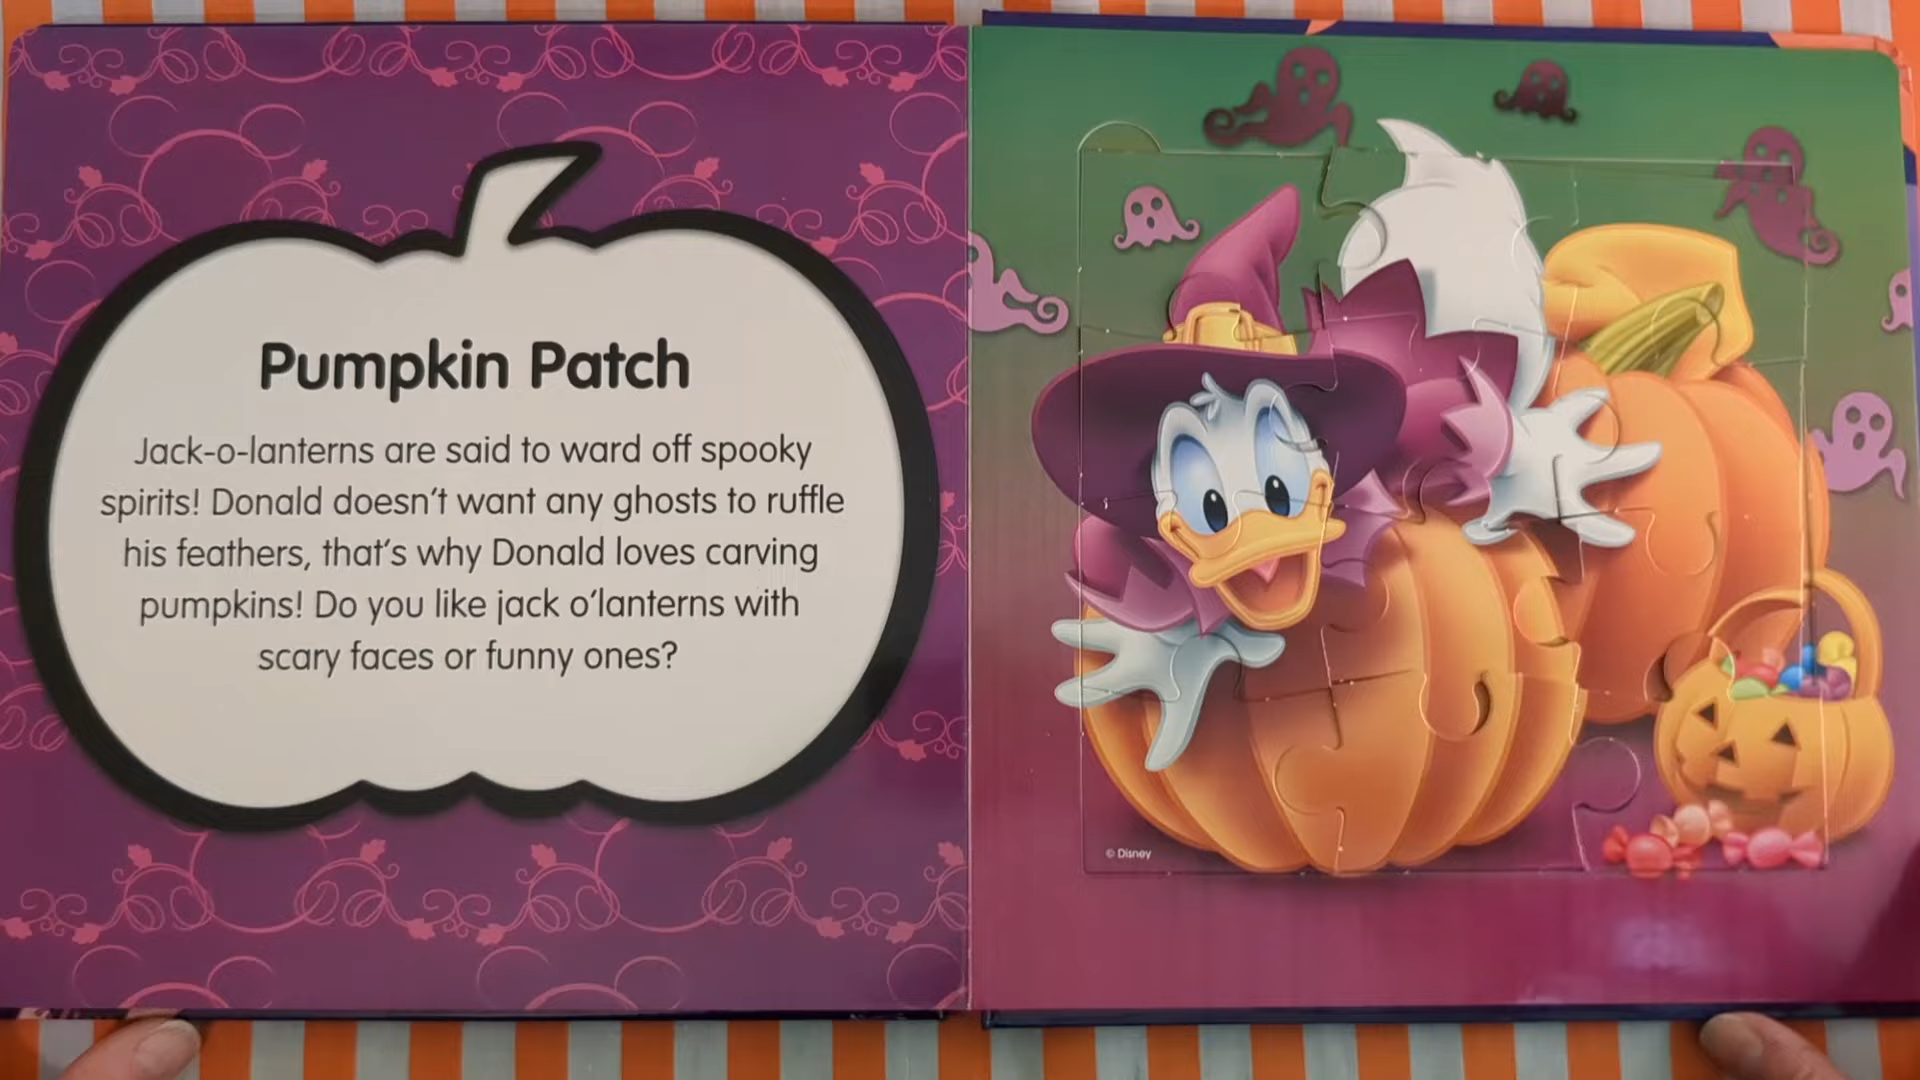 Pumpkin Patch
Jack-o-lanterns are said to ward off spooky
spirits! Donald doesn't want any ghosts to ruffle
his feathers, that's why Donald loves carving
pumpkins! Do you like jack o'lanterns with
scary faces or funny ones?
© Disney